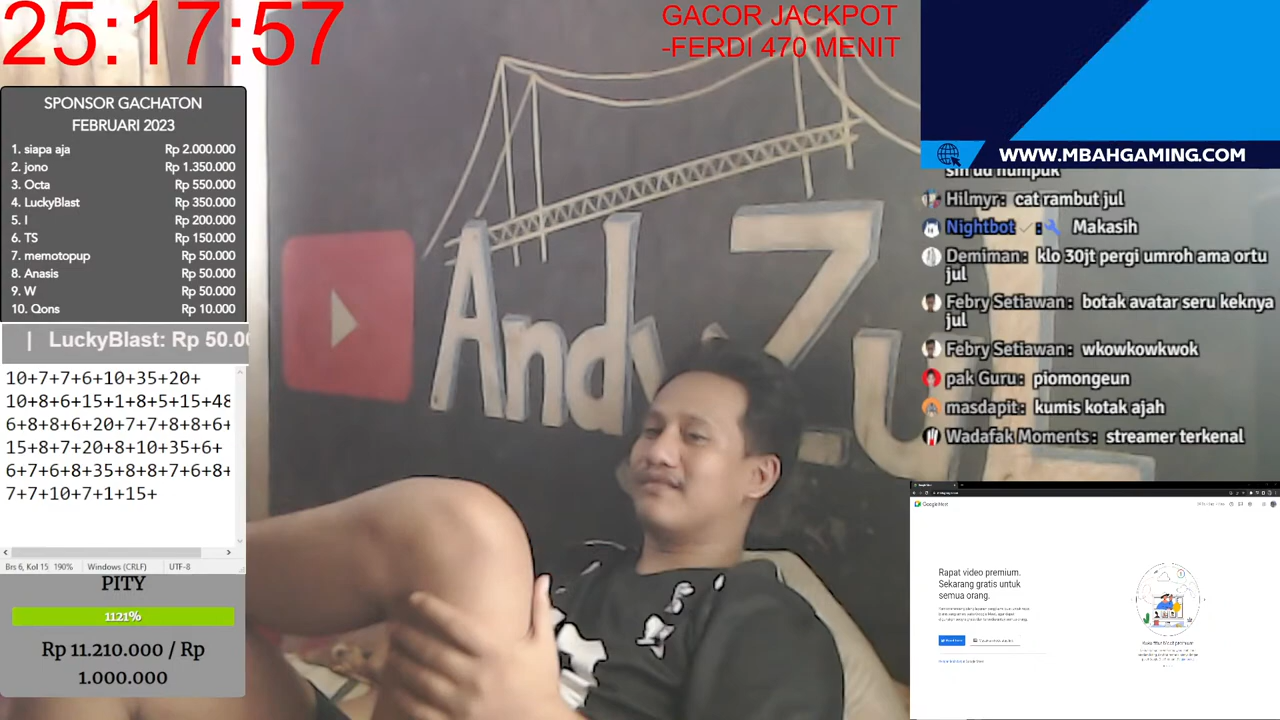 25:17:57
GACOR JACKPOT
-FERDI 470 MENIT
SPONSOR GACHATON
FEBRUARI 2023
1. siapa aja Rp 2.000.000
2. jono Rp 1.350.000
3. Octa Rp 550.000
4. LuckyBlast Rp 350.000
5. I Rp 200.000
6. TS Rp 150.000
7. memotopup Rp 50.000
8. Anasis Rp 50.000
9. W Rp 50.000
10. Qons Rp 10.000
| LuckyBlast: Rp 50.00
10+7+7+6+10+35+20+
10+8+6+15+1+8+5+15+48
6+8+8+6+20+7+7+8+8+6+
15+8+7+20+8+10+35+6+
6+7+6+8+35+8+8+7+6+8+
7+7+10+7+1+15+
Brs 6, Kol 15 190% Windows (CRLF) UTF-8
PITY
1121%
Rp 11.210.000 / Rp
1.000.000
Andy
ZuL
WWW.MBAHGAMING.COM
sih ud numpuk
Hilmyr: cat rambut jul
Nightbot: Makasih
Demiman: klo 30jt pergi umroh ama ortu
jul
Febry Setiawan: botak avatar seru keknya
jul
Febry Setiawan: wkowkowkwok
pak Guru: piomongeun
masdapit: kumis kotak ajah
Wadafak Moments: streamer terkenal
Google Meet
Rapat video premium.
Sekarang gratis untuk
semua orang.